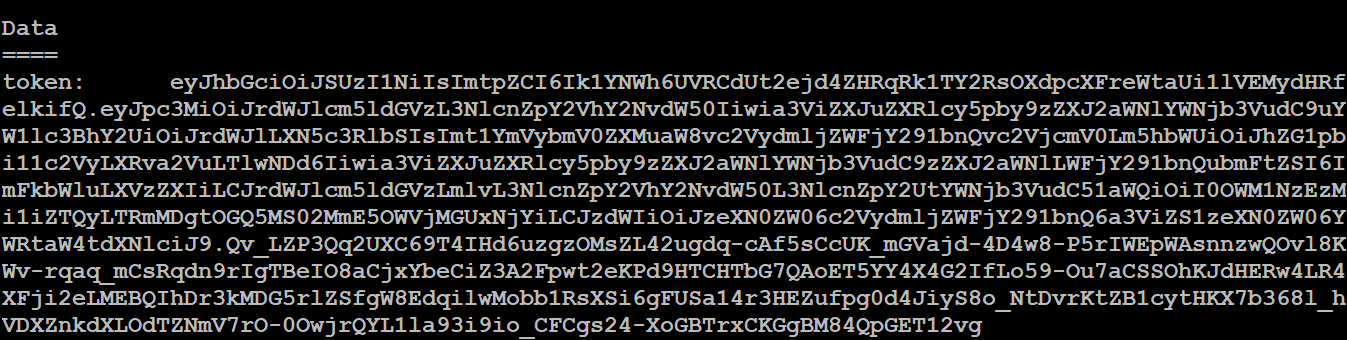 Data
====
token:      eyJhbGciOiJSUzI1NiIsImtpZCI6Ik1YNWh6UVRCdUt2ejd4ZHRqRk1TY2RsOXdpcXFreWtaUi1lVEMydHRf
elkifQ.eyJpc3MiOiJrdWJlcm5ldGVzL3NlcnZpY2VhY2NvdW50Iiwia3ViZXJuZXRlcy5pby9zZXJ2aWNlYWNjb3VudC9uY
W1lc3BhY2UiOiJrdWJlLXN5c3RlbSIsImt1YmVybmV0ZXMuaW8vc2VydmljZWFjY291bnQvc2VjcmV0Lm5hbWUiOiJhZG1pb
i11c2VyLXRva2VuLTlwNDd6Iiwia3ViZXJuZXRlcy5pby9zZXJ2aWNlYWNjb3VudC9zZXJ2aWNlLWFjY291bnQubmFtZSI6I
mFkbWluLXVzZXIiLCJrdWJlcm5ldGVzLmlvL3NlcnZpY2VhY2NvdW50L3NlcnZpY2UtYWNjb3VudC51aWQiOiI0OWM1NzEzM
i1iZTQyLTRmMDgtOGQ5MS02MmE5OWVjMGUxNjYiLCJzdWIiOiJzeXN0ZW06c2VydmljZWFjY291bnQ6a3ViZS1zeXN0ZW06Y
WRtaW4tdXNlciJ9.Qv_LZP3Qq2UXC69T4IHd6uzgzOMsZL42ugdq-cAf5sCcUK_mGVajd-4D4w8-P5rIWEpWAsnnzwQOvl8K
Wv-rqaq_mCsRqdn9rIgTBeIO8aCjxYbeCiZ3A2Fpwt2eKPd9HTCHTbG7QAoET5YY4X4G2IfLo59-Ou7aCSSOhKJdHERw4LR4
XFji2eLMEBQIhDr3kMDG5rlZSfgW8EdqilwMobb1RsXSi6gFUSa14r3HEZufpg0d4JiyS8o_NtDvrKtZB1cytHKX7b368l_h
VDXZnkdXLOdTZNmV7rO-0OwjrQYL1la93i9io_CFCgs24-XoGBTrxCKGgBM84QpGET12vg